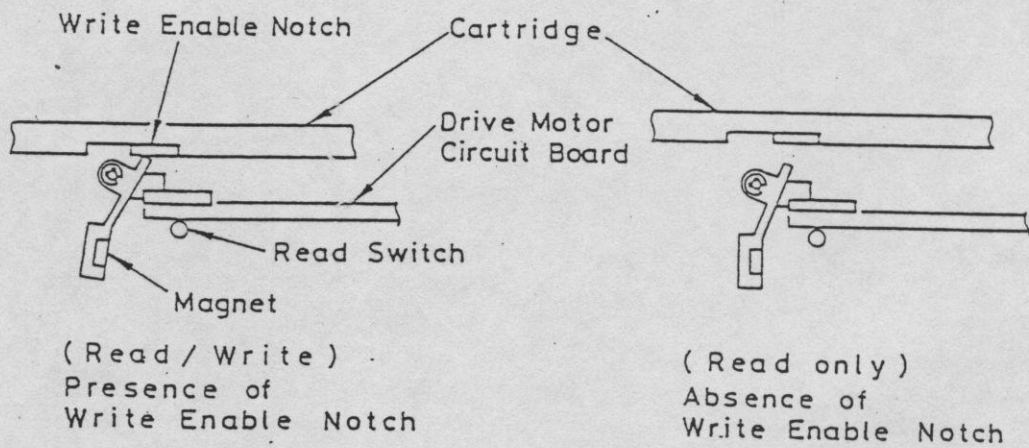 Write Enable Notch
Cartridge
Drive Motor
Circuit Board
Read Switch
Magnet
(Read / Write)
Presence of
Write Enable Notch
(Read only)
Absence of
Write Enable Notch